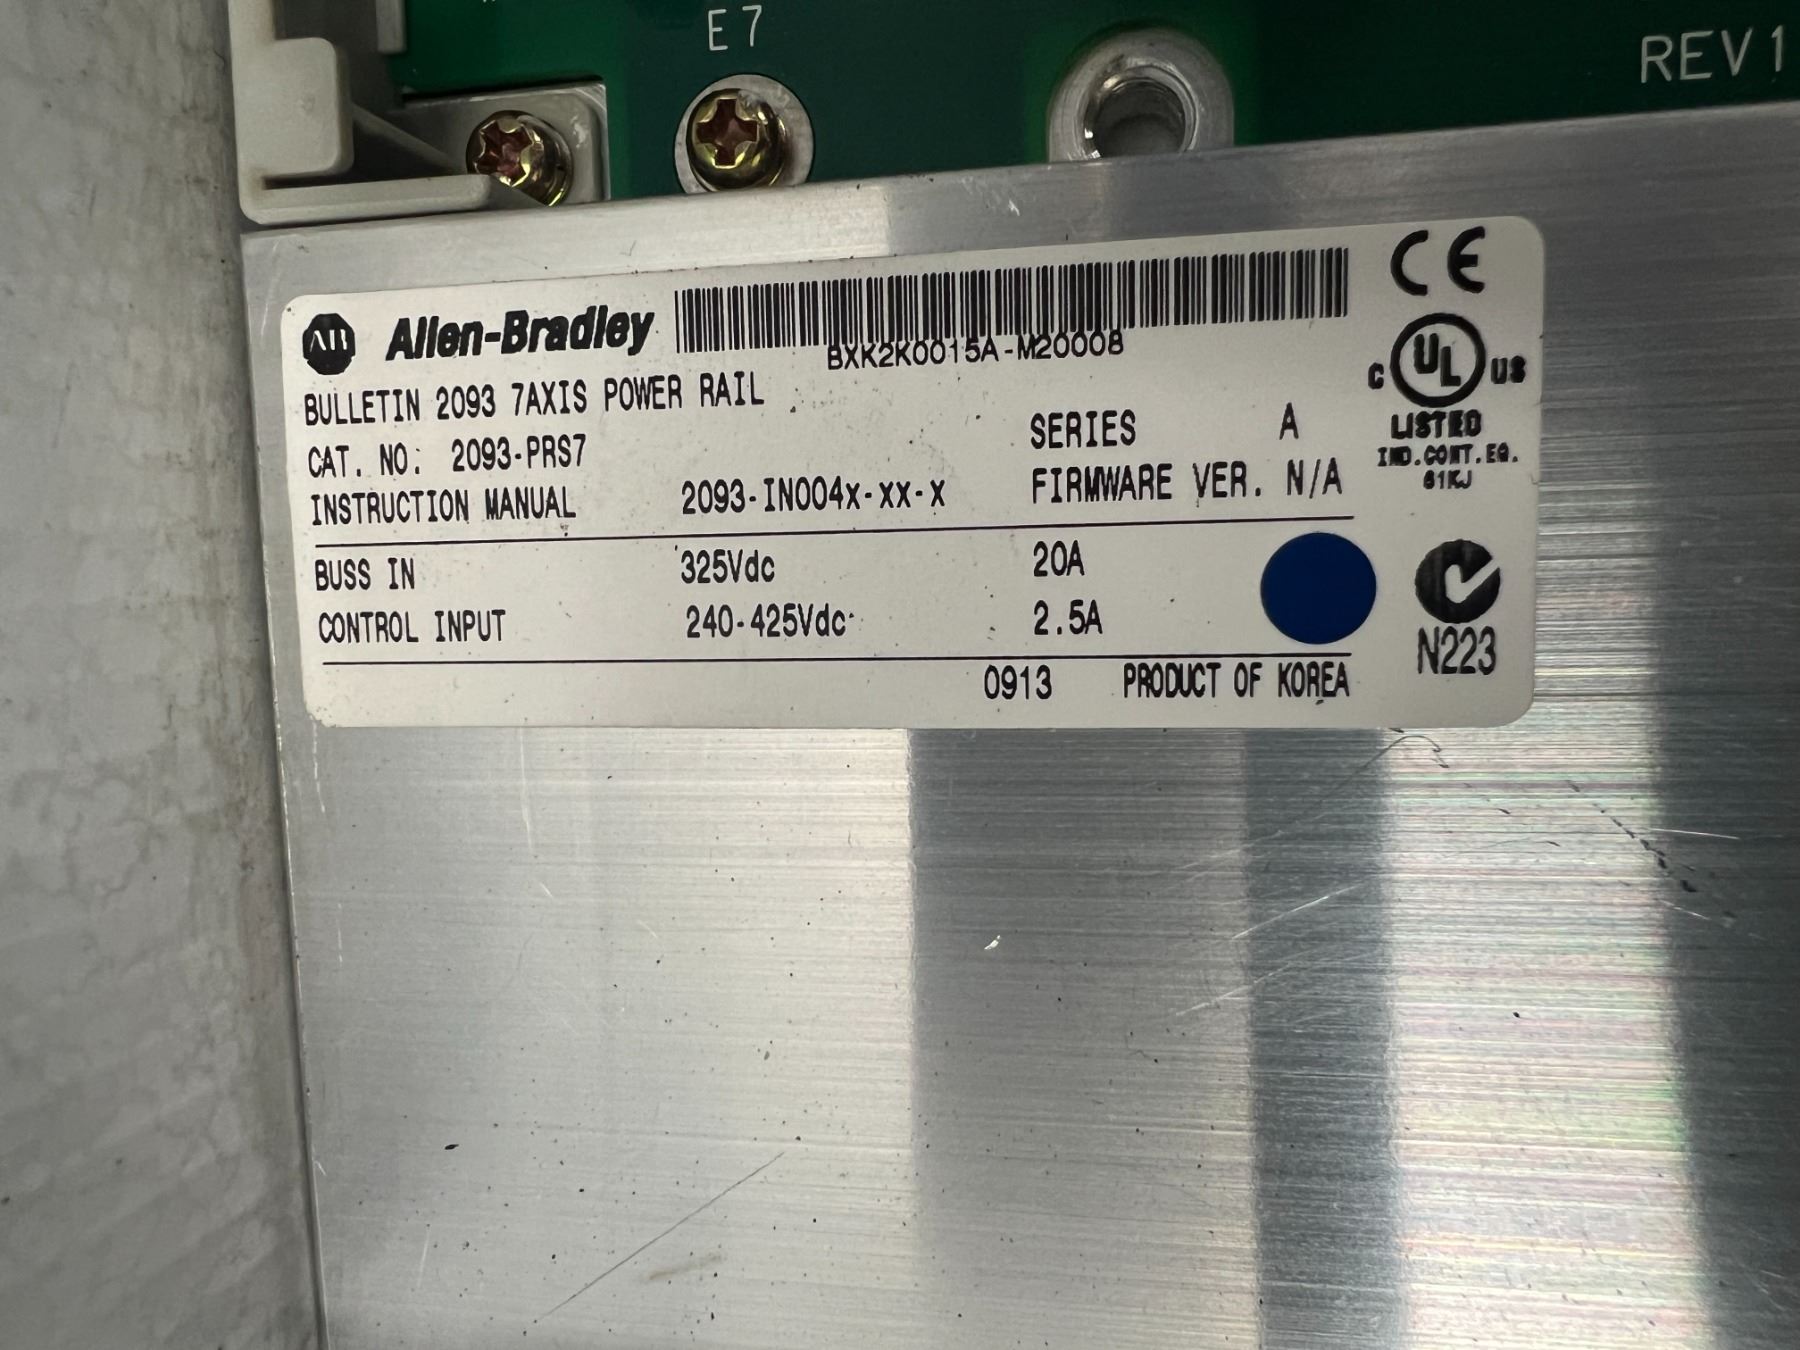 E7
REV 1
AB Allen-Bradley
BXK2K0015A-M20008
CE
BULLETIN 2093 7AXIS POWER RAIL
CAT. NO: 2093-PRS7
SERIES A
INSTRUCTION MANUAL 2093-IN004x-xx-x
FIRMWARE VER. N/A
C UL US
LISTED
IND.CONT.EQ.
61KJ
BUSS IN 325Vdc 20A
CONTROL INPUT 240-425Vdc 2.5A
N223
0913 PRODUCT OF KOREA